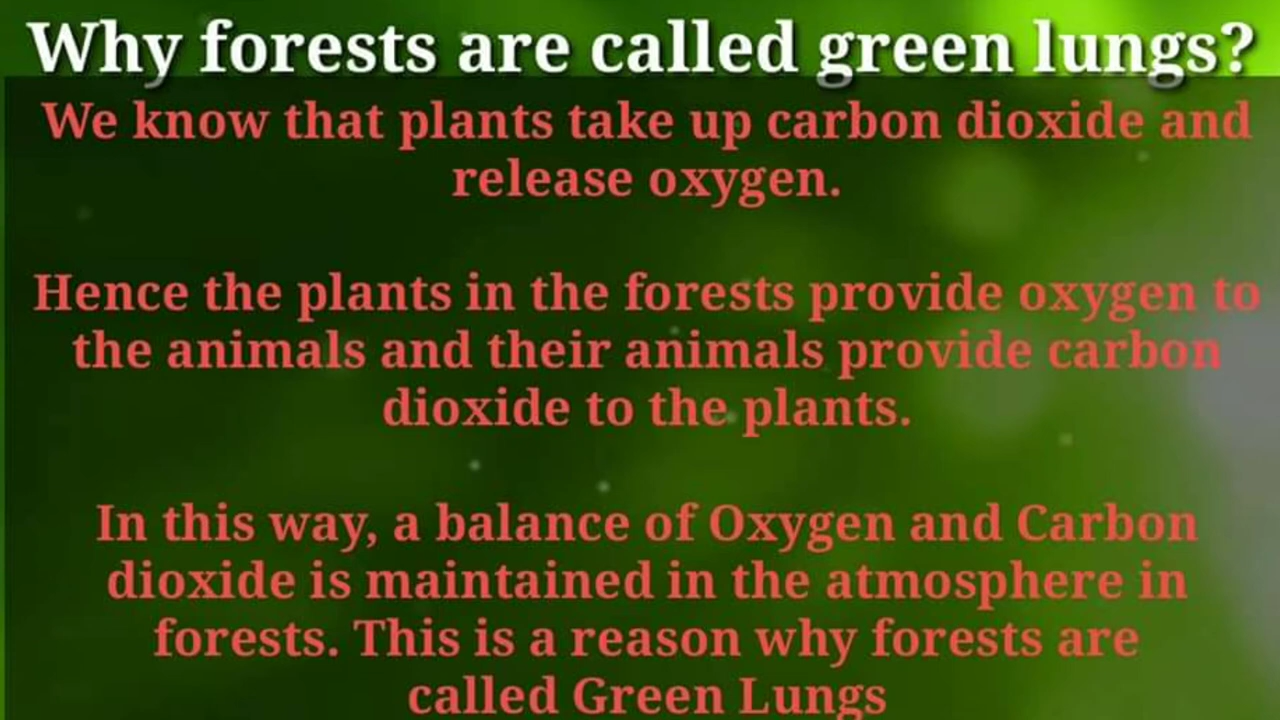 Why forests are called green lungs?
We know that plants take up carbon dioxide and
release oxygen.
Hence the plants in the forests provide oxygen to
the animals and their animals provide carbon
dioxide to the plants.
In this way, a balance of Oxygen and Carbon
dioxide is maintained in the atmosphere in
forests. This is a reason why forests are
called Green Lungs